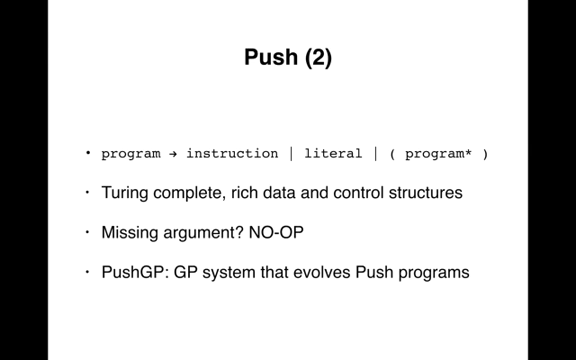 Push (2)
• program → instruction | literal | ( program* )
• Turing complete, rich data and control structures
• Missing argument? NO-OP
• PushGP: GP system that evolves Push programs